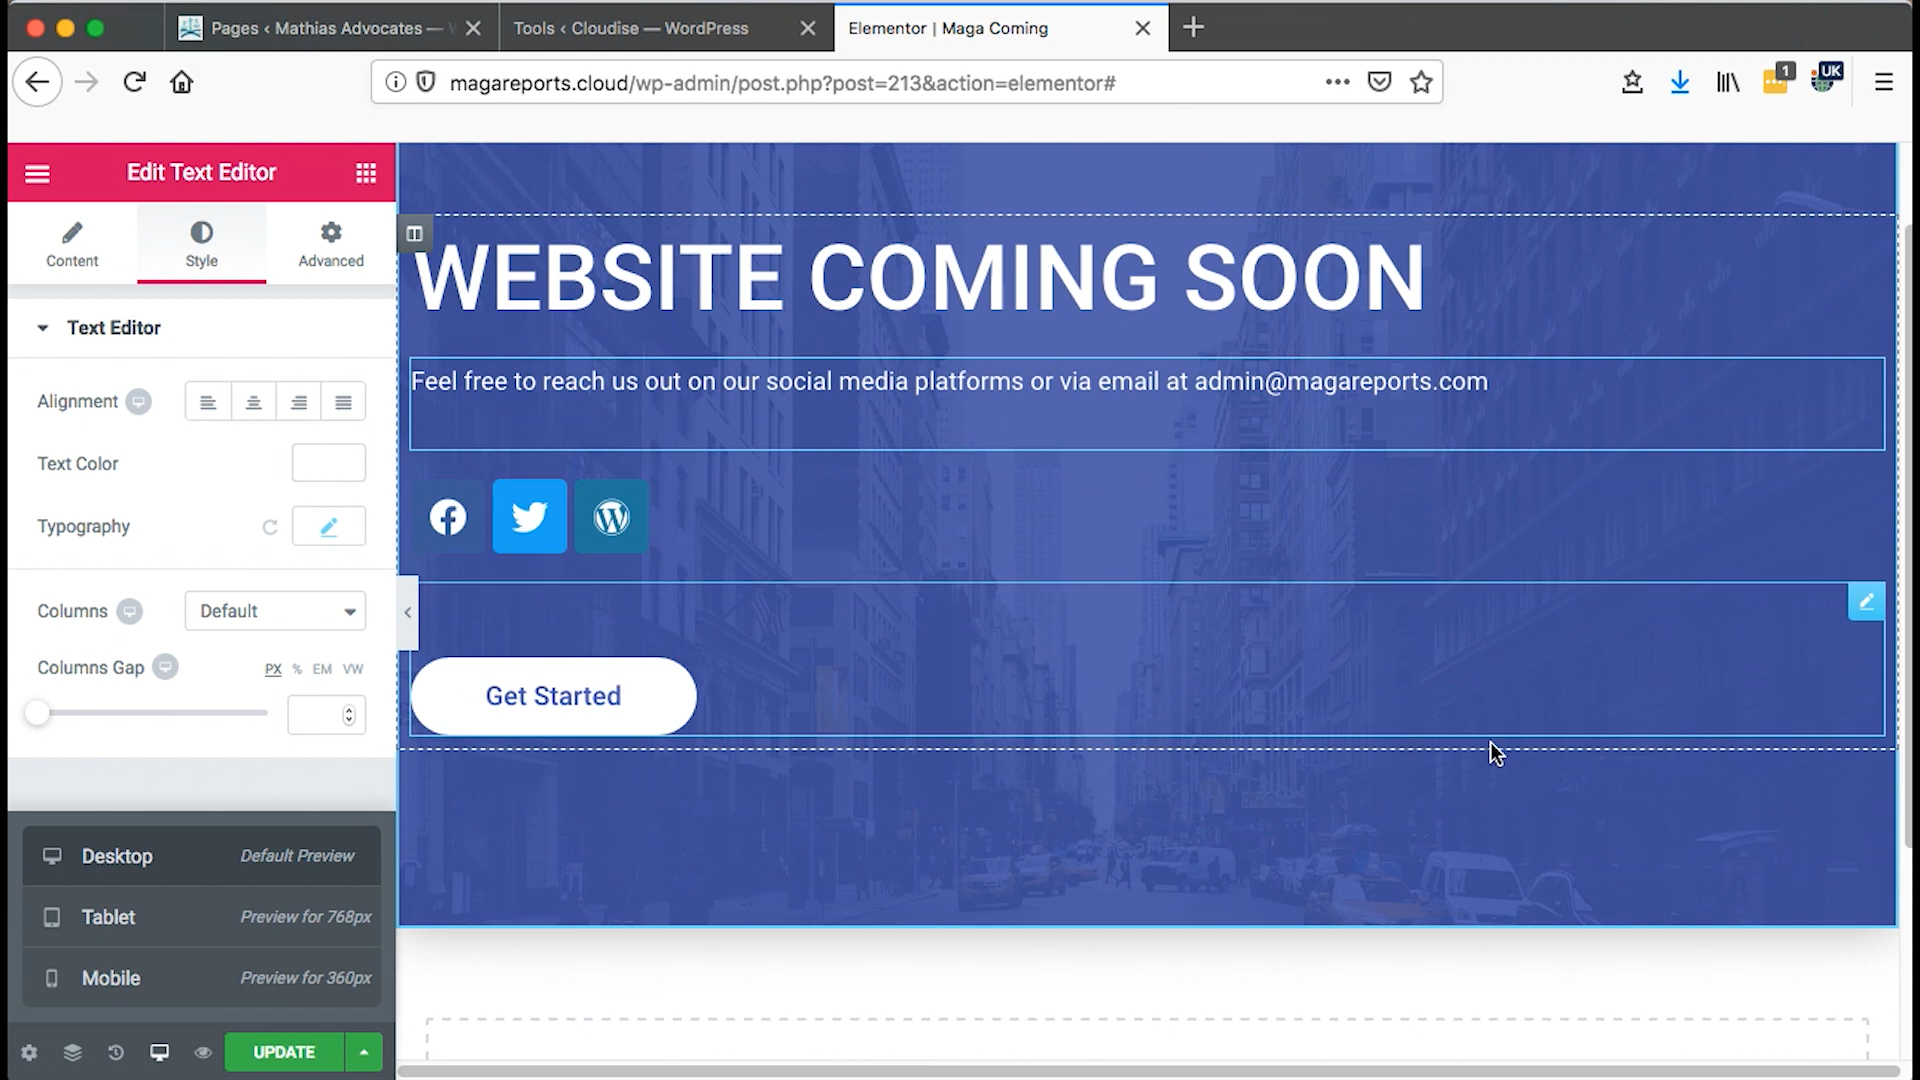 Pages ‹ Mathias Advocates —
Tools ‹ Cloudise — WordPress
Elementor | Maga Coming
magareports.cloud/wp-admin/post.php?post=213&action=elementor#
1
UK
Edit Text Editor
Content
Style
Advanced
Text Editor
Alignment
Text Color
Typography
Columns
Default
Columns Gap
PX % EM VW
Desktop Default Preview
Tablet Preview for 768px
Mobile Preview for 360px
UPDATE
WEBSITE COMING SOON
Feel free to reach us out on our social media platforms or via email at admin@magareports.com
Get Started